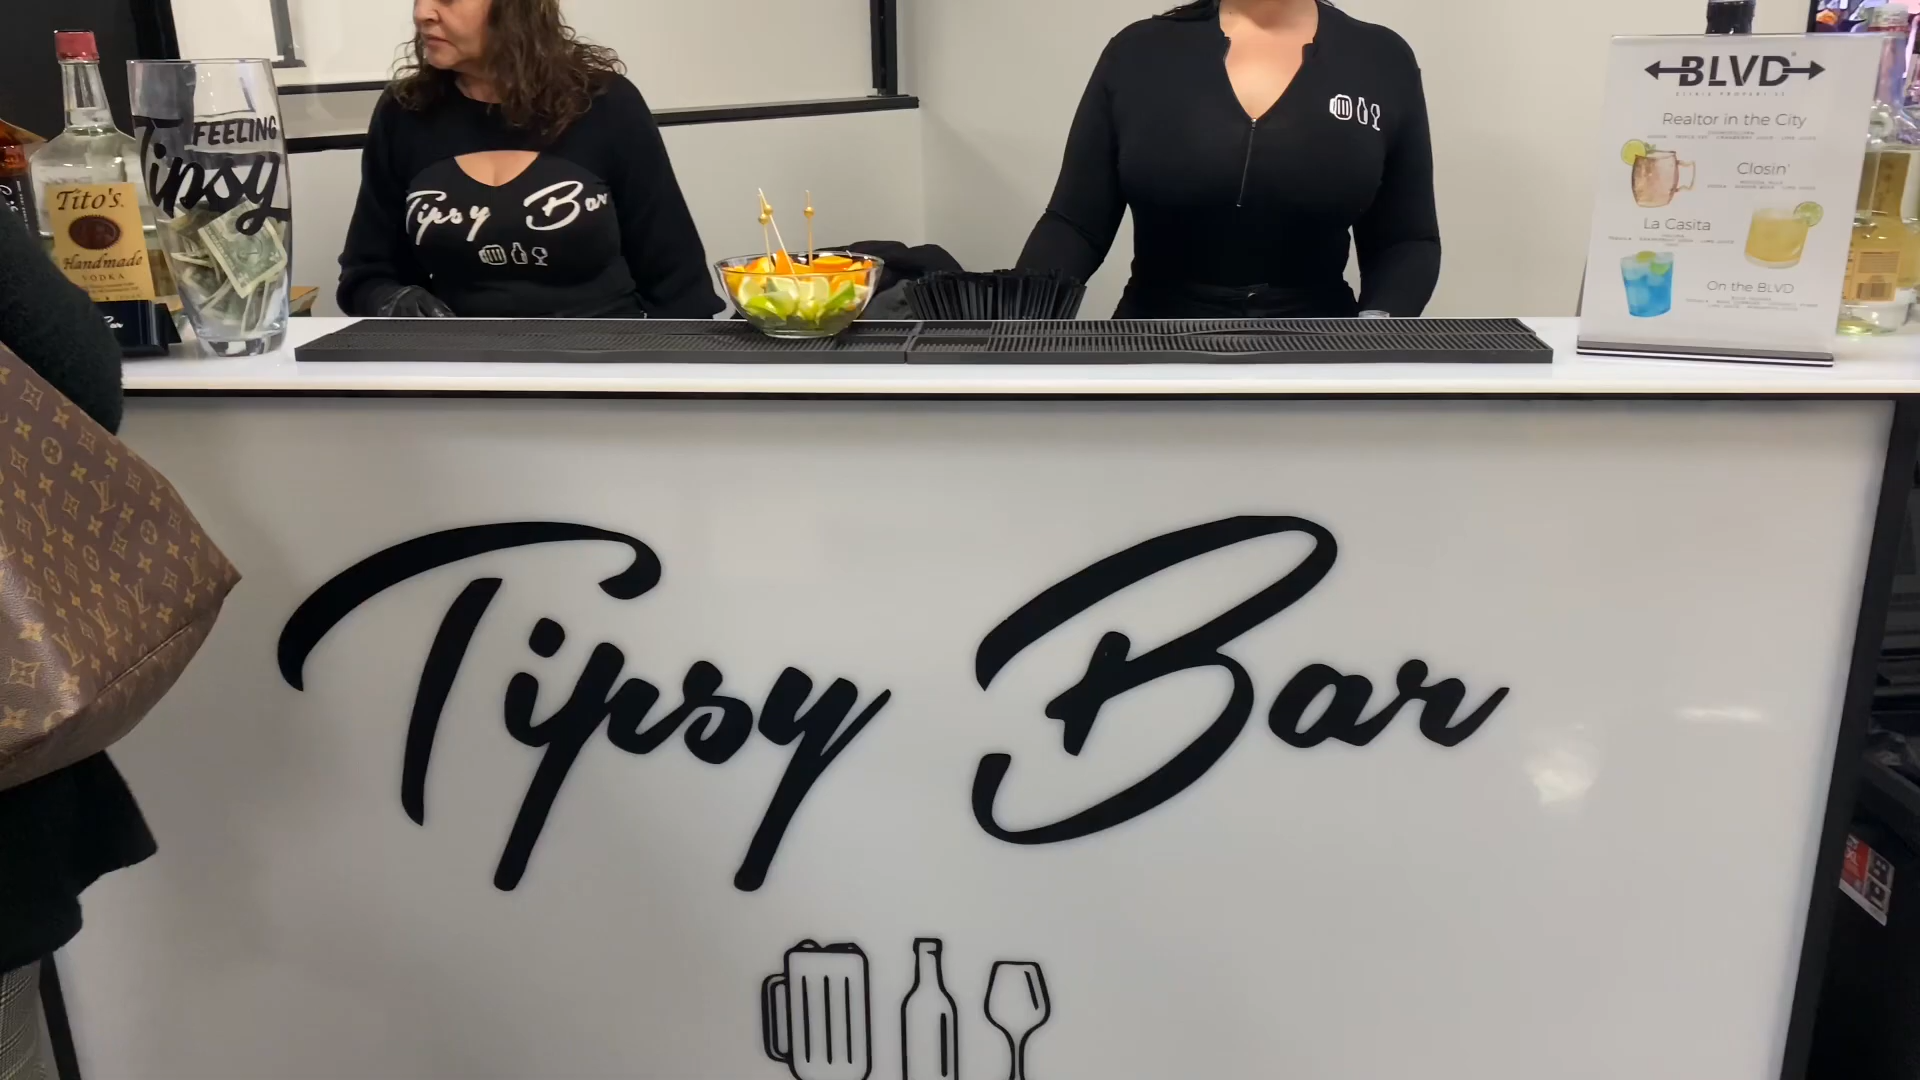 FEELING
Tipsy
Tito's
Handmade
VODKA
Tipsy Bar
BLVD
Realtor in the City
Closin'
La Casita
On the BLVD
Tipsy Bar